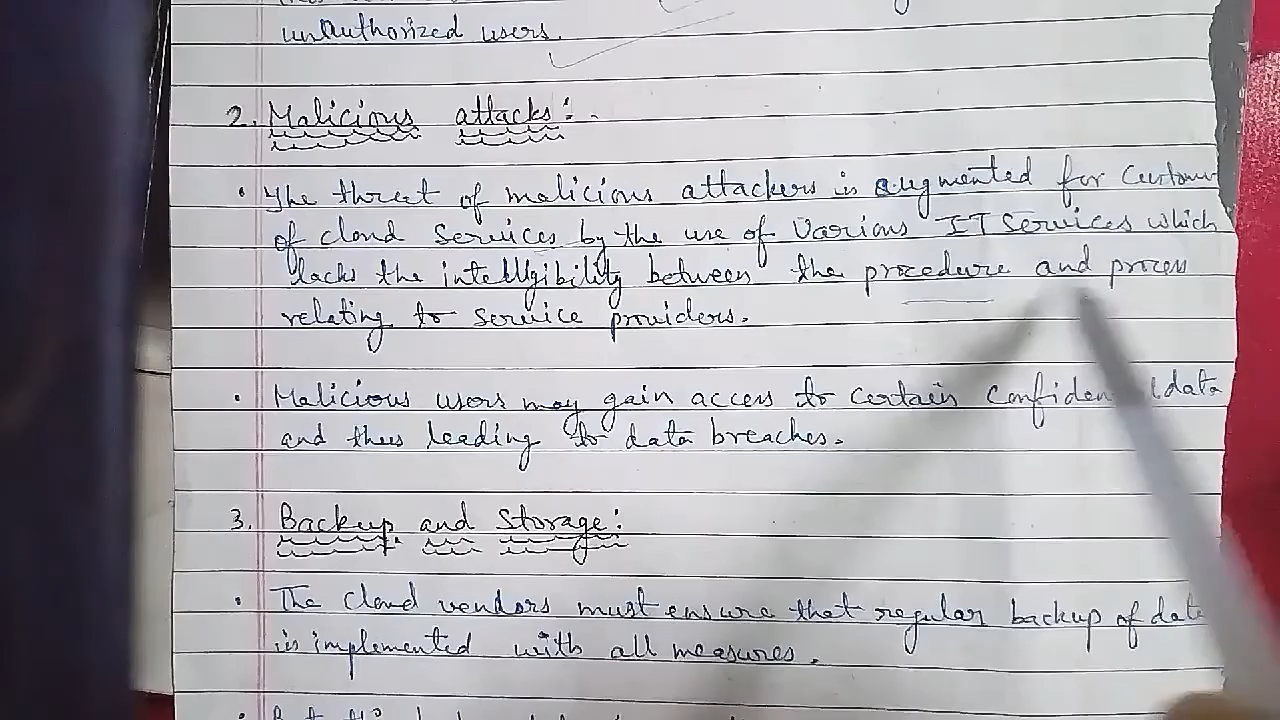 unauthorized users.
2. Malicious attacks:-
• The threat of malicious attackers is augmented for Custom
of cloud Services by the use of Various IT Services which
lacks the intelligibility between the procedure and process
relating to service providers.
• Malicious users may gain access to certain Confiden l data
and thus leading to data breaches.
3. Backup and Storage:
• The Cloud vendors must ensure that regular backup of dat
is implemented with all measures.